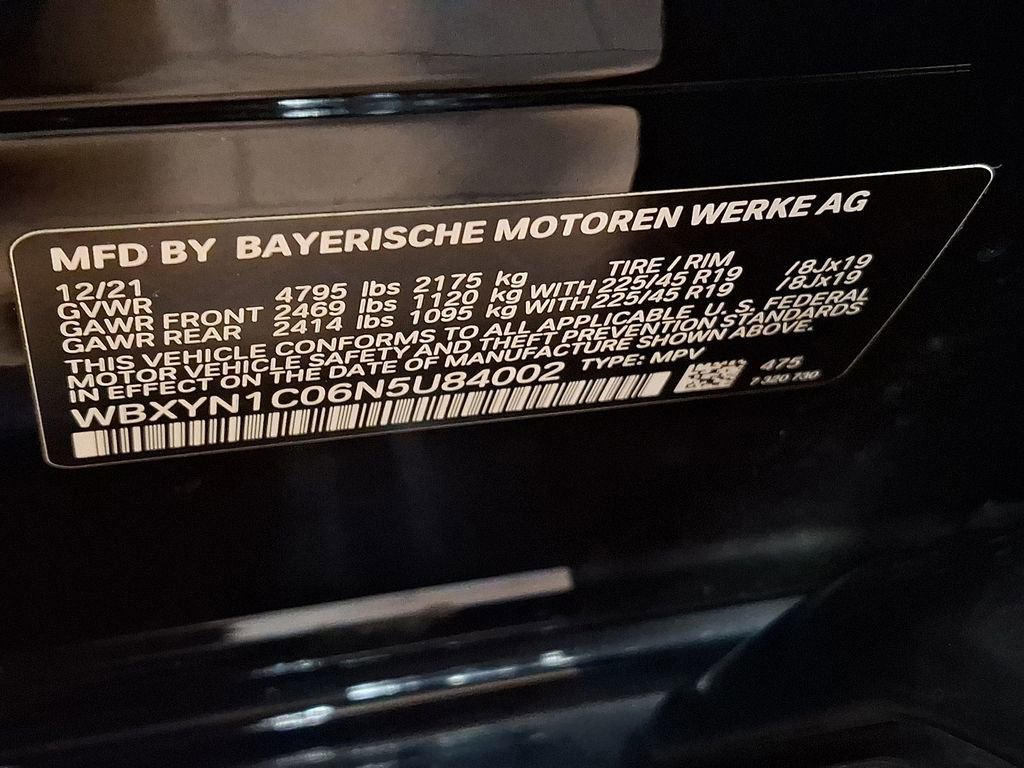 MFD BY BAYERISCHE MOTOREN WERKE AG
12/21 TIRE / RIM
GVWR 4795 lbs 2175 kg
GAWR FRONT 2469 lbs 1120 kg WITH 225/45 R19 /8Jx19
GAWR REAR 2414 lbs 1095 kg WITH 225/45 R19 /8Jx19
THIS VEHICLE CONFORMS TO ALL APPLICABLE U. S. FEDERAL
MOTOR VEHICLE SAFETY AND THEFT PREVENTION STANDARDS
IN EFFECT ON THE DATE OF MANUFACTURE SHOWN ABOVE.
WBXYN1C06N5U84002 TYPE: MPV 475
7 320 730